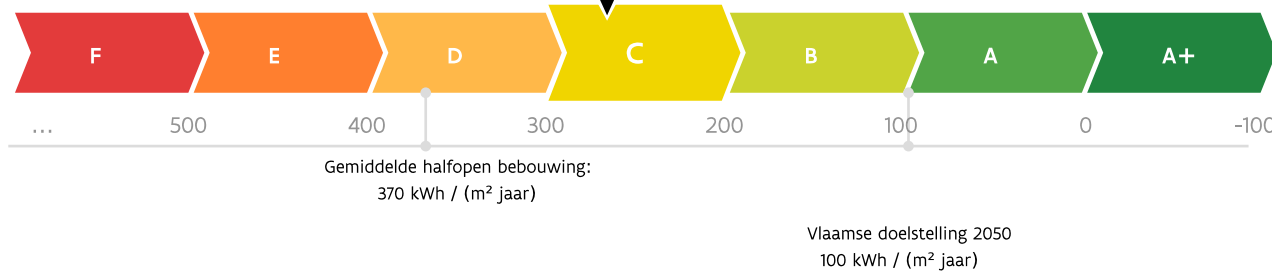 F E D C B A A+
... 500 400 300 200 100 0 -100
Gemiddelde halfopen bebouwing:
370 kWh / (m² jaar)
Vlaamse doelstelling 2050
100 kWh / (m² jaar)